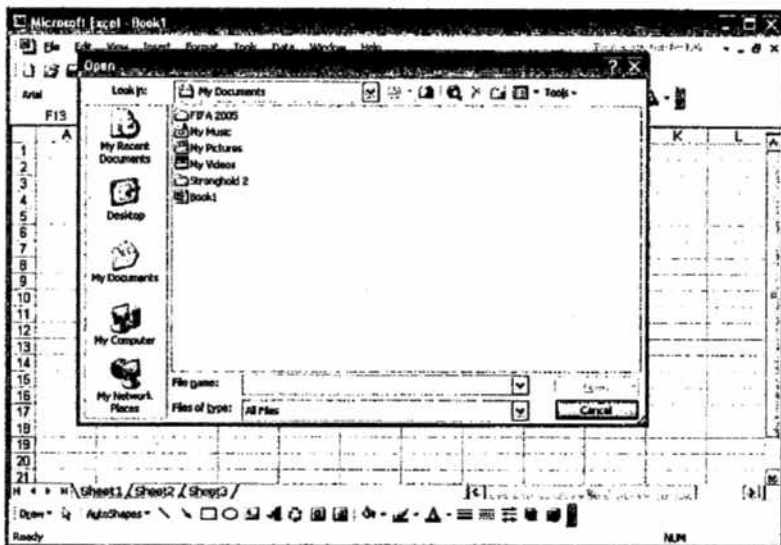 Microsoft Excel - Book1
File Edit View Insert Format Tools Data Window Help
Open
Arial
Look in: My Documents Tools
F13
A K L
FIFA 2005
My Music
My Pictures
My Videos
Stronghold 2
Book1
My Recent Documents
Desktop
My Documents
My Computer
My Network Places
File name:
Files of type: All Files
Open
Cancel
1
2
3
4
5
6
7
8
9
10
11
12
13
14
15
16
17
18
19
20
21
Sheet1 Sheet2 Sheet3
Draw AutoShapes
Ready NUM